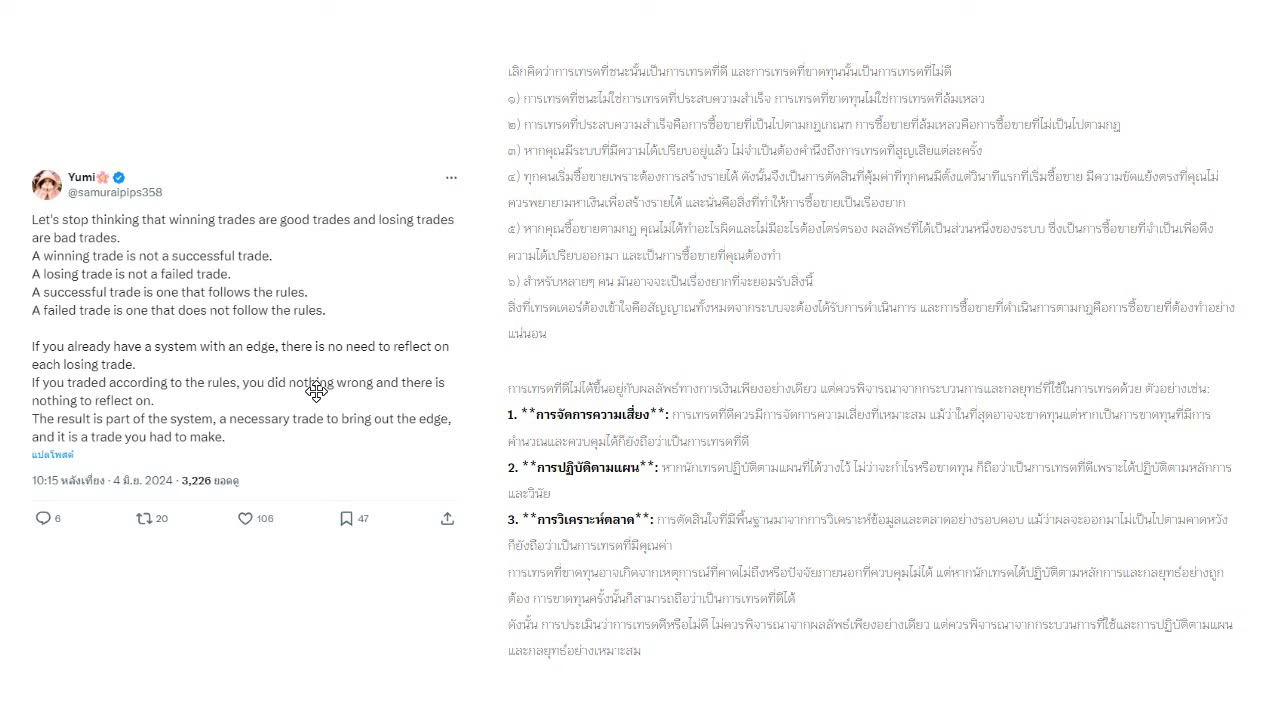 Yumi🌸
@samuraipips358
Let's stop thinking that winning trades are good trades and losing trades
are bad trades.
A winning trade is not a successful trade.
A losing trade is not a failed trade.
A successful trade is one that follows the rules.
A failed trade is one that does not follow the rules.
If you already have a system with an edge, there is no need to reflect on
each losing trade.
If you traded according to the rules, you did nothing wrong and there is
nothing to reflect on.
The result is part of the system, a necessary trade to bring out the edge,
and it is a trade you had to make.
แปลโพสต์
10:15 หลังเที่ยง · 4 มิ.ย. 2024 · 3,226 ยอดดู
6 20 106 47
เลิกคิดว่าการเทรดที่ชนะนั้นเป็นการเทรดที่ดี และการเทรดที่ขาดทุนนั้นเป็นการเทรดที่ไม่ดี
๑) การเทรดที่ชนะไม่ใช่การเทรดที่ประสบความสำเร็จ การเทรดที่ขาดทุนไม่ใช่การเทรดที่ล้มเหลว
๒) การเทรดที่ประสบความสำเร็จคือการซื้อขายที่เป็นไปตามกฎเกณฑ์ การซื้อขายที่ล้มเหลวคือการซื้อขายที่ไม่เป็นไปตามกฎ
๓) หากคุณมีระบบที่มีความได้เปรียบอยู่แล้ว ไม่จำเป็นต้องคำนึงถึงการเทรดที่สูญเสียแต่ละครั้ง
๔) ทุกคนเริ่มซื้อขายเพราะต้องการสร้างรายได้ ดังนั้นจึงเป็นการตัดสินที่คุ้มค่าที่ทุกคนมีตั้งแต่วินาทีแรกที่เริ่มซื้อขาย มีความขัดแย้งตรงที่คุณไม่
ควรพยายามหาเงินเพื่อสร้างรายได้ และนั่นคือสิ่งที่ทำให้การซื้อขายเป็นเรื่องยาก
๕) หากคุณซื้อขายตามกฎ คุณไม่ได้ทำอะไรผิดและไม่มีอะไรต้องไตร่ตรอง ผลลัพธ์ที่ได้เป็นส่วนหนึ่งของระบบ ซึ่งเป็นการซื้อขายที่จำเป็นเพื่อดึง
ความได้เปรียบออกมา และเป็นการซื้อขายที่คุณต้องทำ
๖) สำหรับหลายๆ คน มันอาจจะเป็นเรื่องยากที่จะยอมรับสิ่งนี้
สิ่งที่เทรดเดอร์ต้องเข้าใจคือสัญญาณทั้งหมดจากระบบจะต้องได้รับการดำเนินการ และการซื้อขายที่ดำเนินการตามกฎคือการซื้อขายที่ต้องทำอย่าง
แน่นอน
การเทรดที่ดีไม่ได้ขึ้นอยู่กับผลลัพธ์ทางการเงินเพียงอย่างเดียว แต่ควรพิจารณาจากกระบวนการและกลยุทธ์ที่ใช้ในการเทรดด้วย ตัวอย่างเช่น:
1. **การจัดการความเสี่ยง**: การเทรดที่ดีควรมีการจัดการความเสี่ยงที่เหมาะสม แม้ว่าในที่สุดอาจจะขาดทุนแต่หากเป็นการขาดทุนที่มีการ
คำนวณและควบคุมได้ก็ยังถือว่าเป็นการเทรดที่ดี
2. **การปฏิบัติตามแผน**: หากนักเทรดปฏิบัติตามแผนที่ได้วางไว้ ไม่ว่าจะกำไรหรือขาดทุน ก็ถือว่าเป็นการเทรดที่ดีเพราะได้ปฏิบัติตามหลักการ
และวินัย
3. **การวิเคราะห์ตลาด**: การตัดสินใจที่มีพื้นฐานมาจากการวิเคราะห์ข้อมูลและตลาดอย่างรอบคอบ แม้ว่าผลจะออกมาไม่เป็นไปตามคาดหวัง
ก็ยังถือว่าเป็นการเทรดที่มีคุณค่า
การเทรดที่ขาดทุนอาจเกิดจากเหตุการณ์ที่คาดไม่ถึงหรือปัจจัยภายนอกที่ควบคุมไม่ได้ แต่หากนักเทรดได้ปฏิบัติตามหลักการและกลยุทธ์อย่างถูก
ต้อง การขาดทุนครั้งนั้นก็สามารถถือว่าเป็นการเทรดที่ดีได้
ดังนั้น การประเมินว่าการเทรดดีหรือไม่ดี ไม่ควรพิจารณาจากผลลัพธ์เพียงอย่างเดียว แต่ควรพิจารณาจากกระบวนการที่ใช้และการปฏิบัติตามแผน
และกลยุทธ์อย่างเหมาะสม